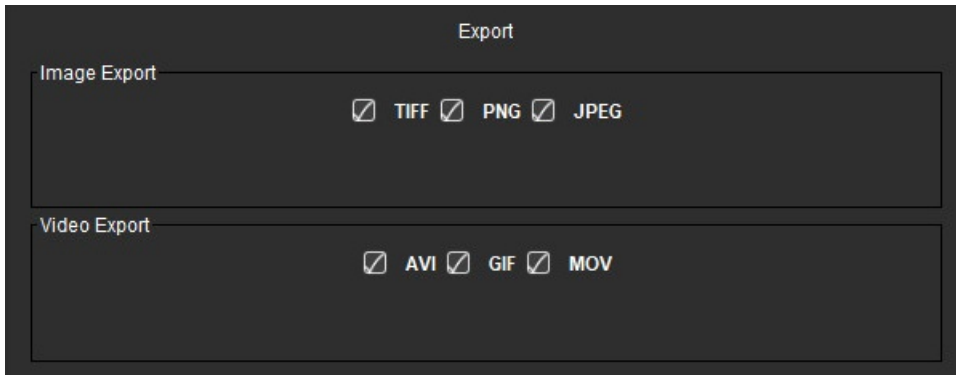 Export
Image Export
TIFF PNG JPEG
Video Export
AVI GIF MOV